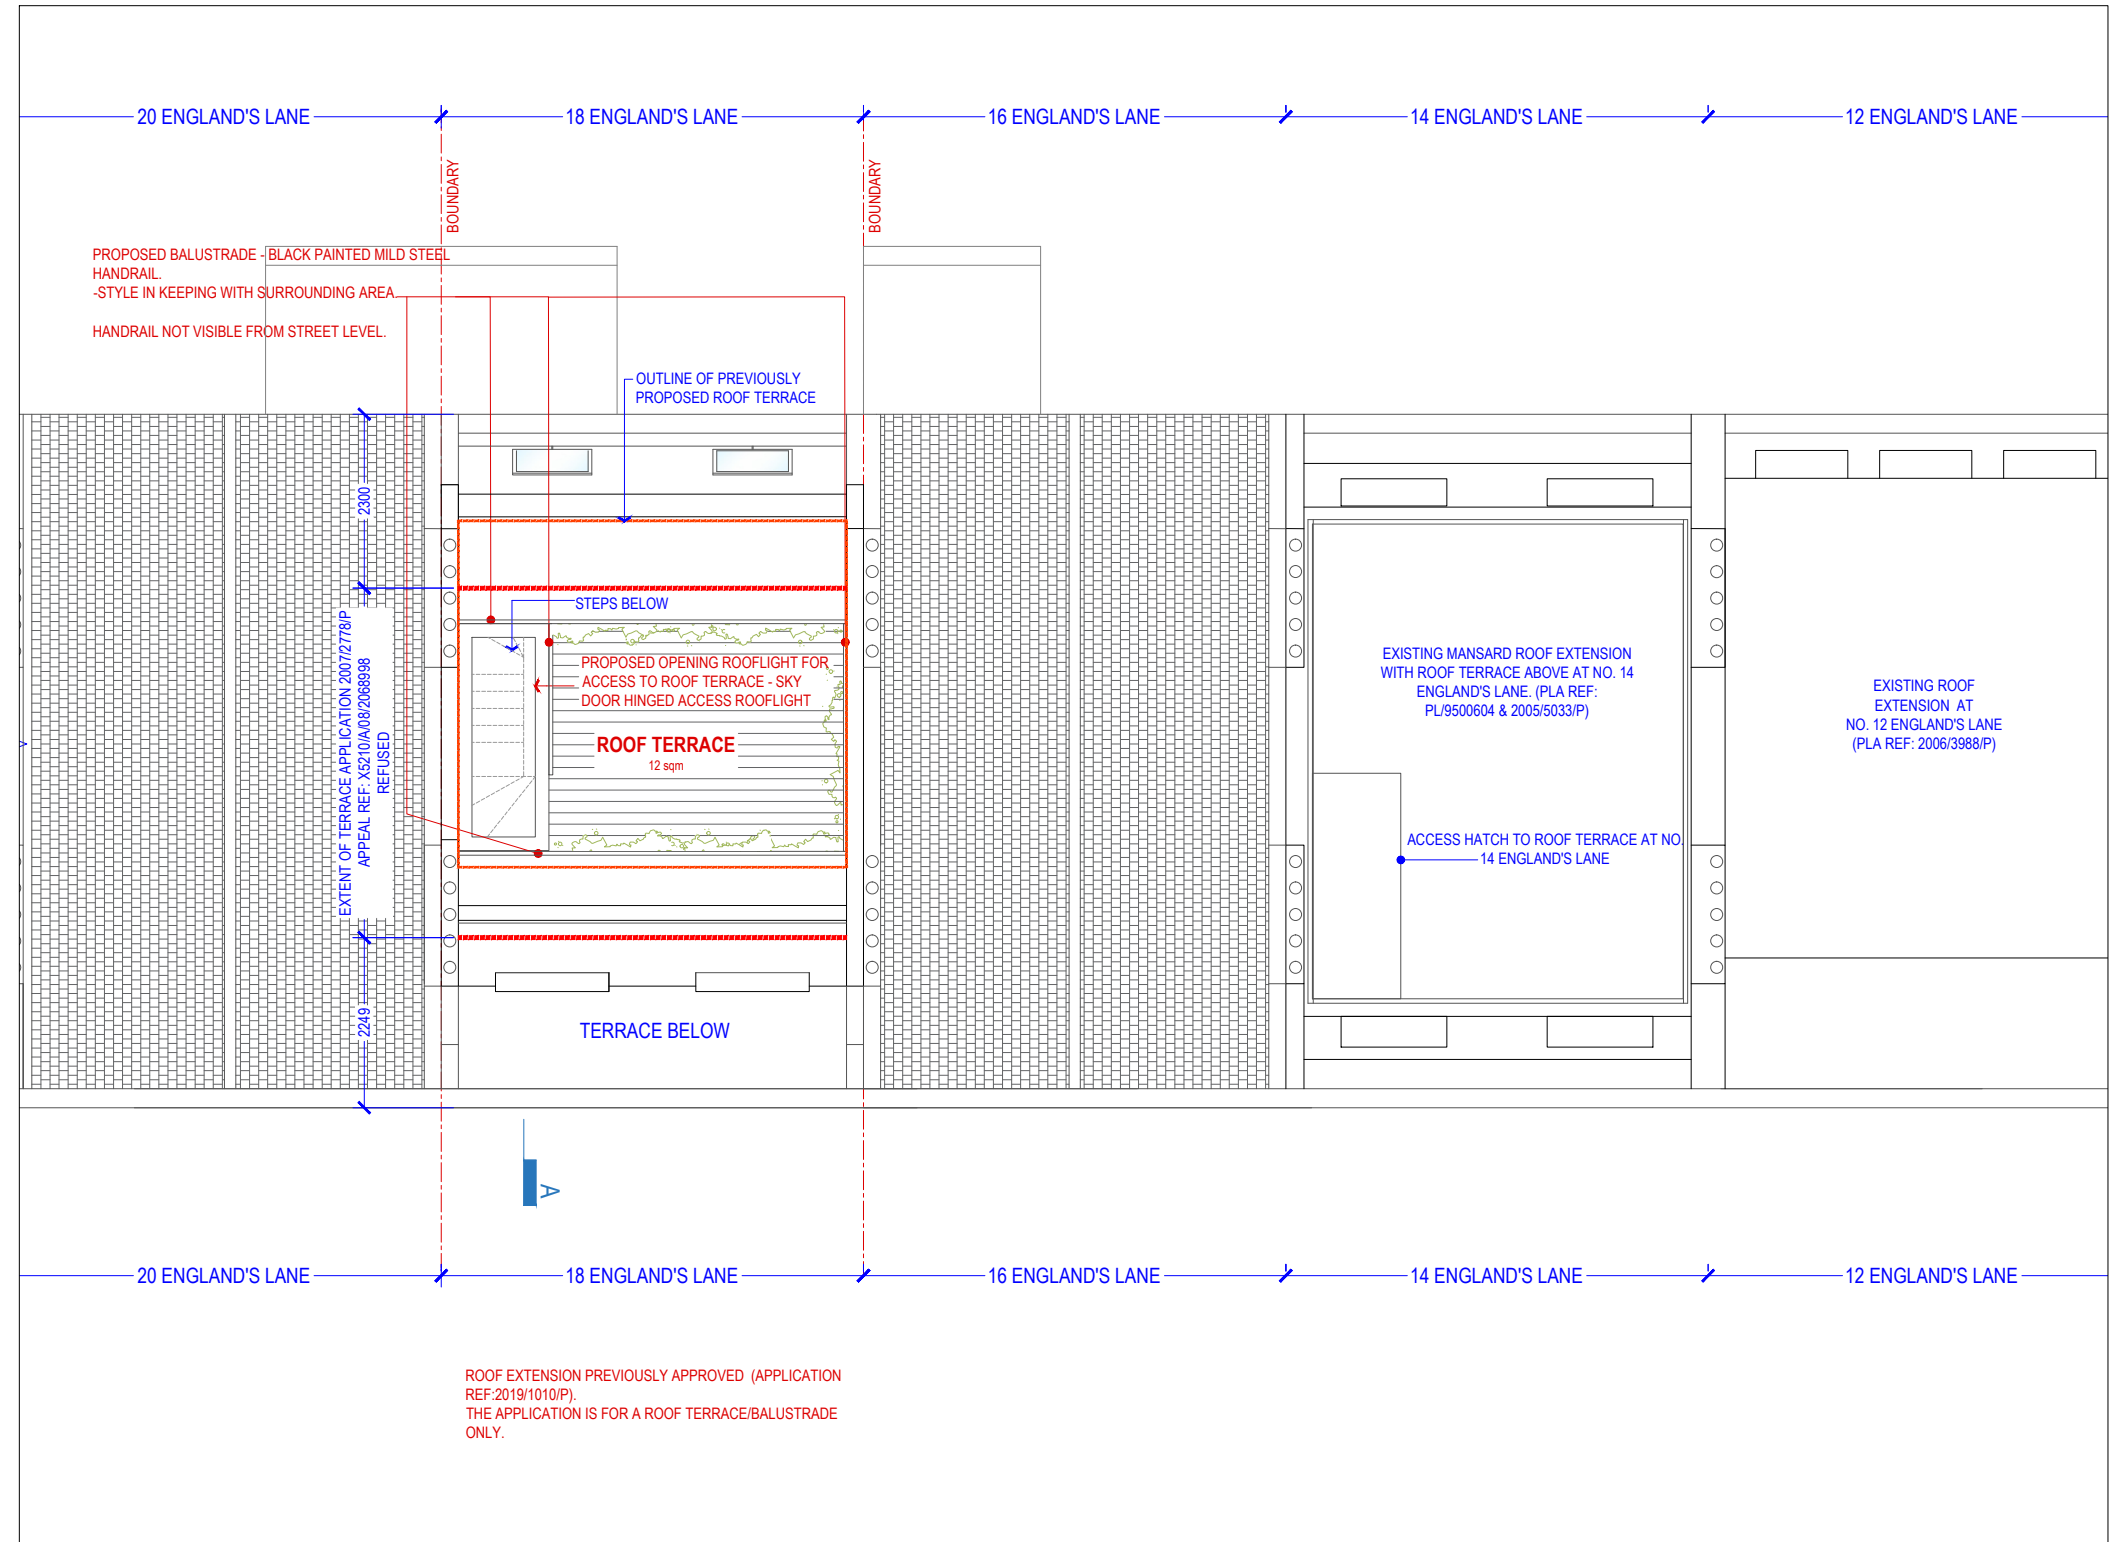 20 ENGLAND'S LANE
18 ENGLAND'S LANE
16 ENGLAND'S LANE
14 ENGLAND'S LANE
12 ENGLAND'S LANE
BOUNDARY
BOUNDARY
PROPOSED BALUSTRADE - BLACK PAINTED MILD STEEL
HANDRAIL.
-STYLE IN KEEPING WITH SURROUNDING AREA
HANDRAIL NOT VISIBLE FROM STREET LEVEL.
OUTLINE OF PREVIOUSLY
PROPOSED ROOF TERRACE
2300
EXTENT OF TERRACE APPLICATION 2007/2778/P
APPEAL REF: X5210/A/08/2068998
REFUSED
2249
STEPS BELOW
PROPOSED OPENING ROOFLIGHT FOR
ACCESS TO ROOF TERRACE - SKY
DOOR HINGED ACCESS ROOFLIGHT
ROOF TERRACE
12 sqm
TERRACE BELOW
EXISTING MANSARD ROOF EXTENSION
WITH ROOF TERRACE ABOVE AT NO. 14
ENGLAND'S LANE. (PLA REF:
PL/9500604 & 2005/5033/P)
ACCESS HATCH TO ROOF TERRACE AT NO.
14 ENGLAND'S LANE
EXISTING ROOF
EXTENSION AT
NO. 12 ENGLAND'S LANE
(PLA REF: 2006/3988/P)
A
20 ENGLAND'S LANE
18 ENGLAND'S LANE
16 ENGLAND'S LANE
14 ENGLAND'S LANE
12 ENGLAND'S LANE
ROOF EXTENSION PREVIOUSLY APPROVED (APPLICATION
REF:2019/1010/P).
THE APPLICATION IS FOR A ROOF TERRACE/BALUSTRADE
ONLY.